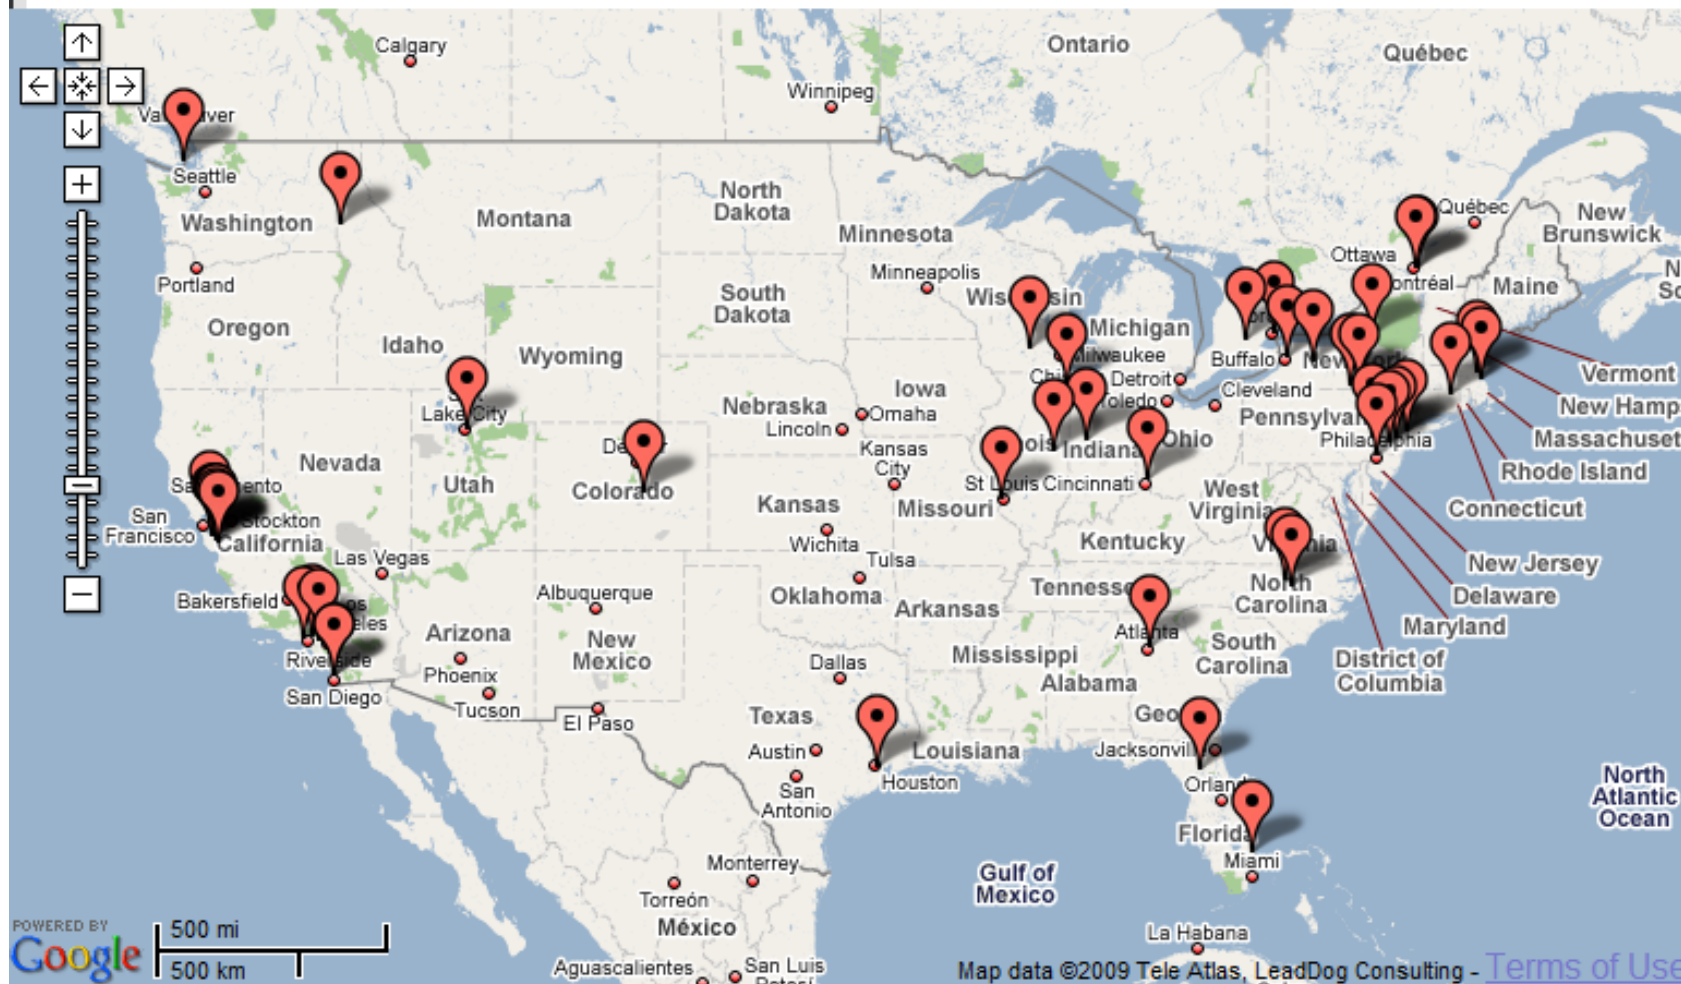 Calgary
Ontario
Québec
Winnipeg
Seattle
Washington
Montana
North
Dakota
Minnesota
Québec
New
Brunswick
Ottawa
Portland
Minneapolis
Maine
South
Dakota
Oregon
Idaho
Wyoming
Michigan
Milwaukee
Buffalo
Vermont
Iowa
Detroit
Toledo
Cleveland
New Hamp
Nebraska
Omaha
Lincoln
Pennsylva
Philadelphia
Massachuset
Nevada
Utah
Colorado
Kansas
City
Indiana
Ohio
Rhode Island
Kansas
Missouri
St Louis
Cincinnati
West
Virginia
Connecticut
San
Francisco
Stockton
California
Las Vegas
Wichita
Tulsa
Kentucky
New Jersey
Bakersfield
Albuquerque
Oklahoma
Arkansas
North
Carolina
Delaware
Maryland
Arizona
New
Mexico
Atlanta
South
Carolina
Riverside
San Diego
Phoenix
Tucson
El Paso
Dallas
Mississippi
Alabama
District of
Columbia
Texas
Austin
San
Antonio
Houston
Louisiana
Jacksonville
Florida
Miami
North
Atlantic
Ocean
Gulf of
Mexico
Monterrey
Torreón
México
La Habana
Aguascalientes
San Luis
POWERED BY
Google
500 mi
500 km
Map data ©2009 Tele Atlas, LeadDog Consulting - Terms of Use